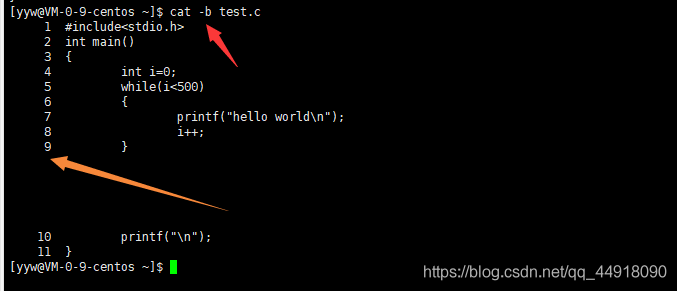 [yyw@VM-0-9-centos ~]$ cat -b test.c
     1  #include<stdio.h>
     2  int main()
     3  {
     4          int i=0;
     5          while(i<500)
     6          {
     7                  printf("hello world\n");
     8                  i++;
     9          }
    10          printf("\n");
    11  }
[yyw@VM-0-9-centos ~]$
https://blog.csdn.net/qq_44918090